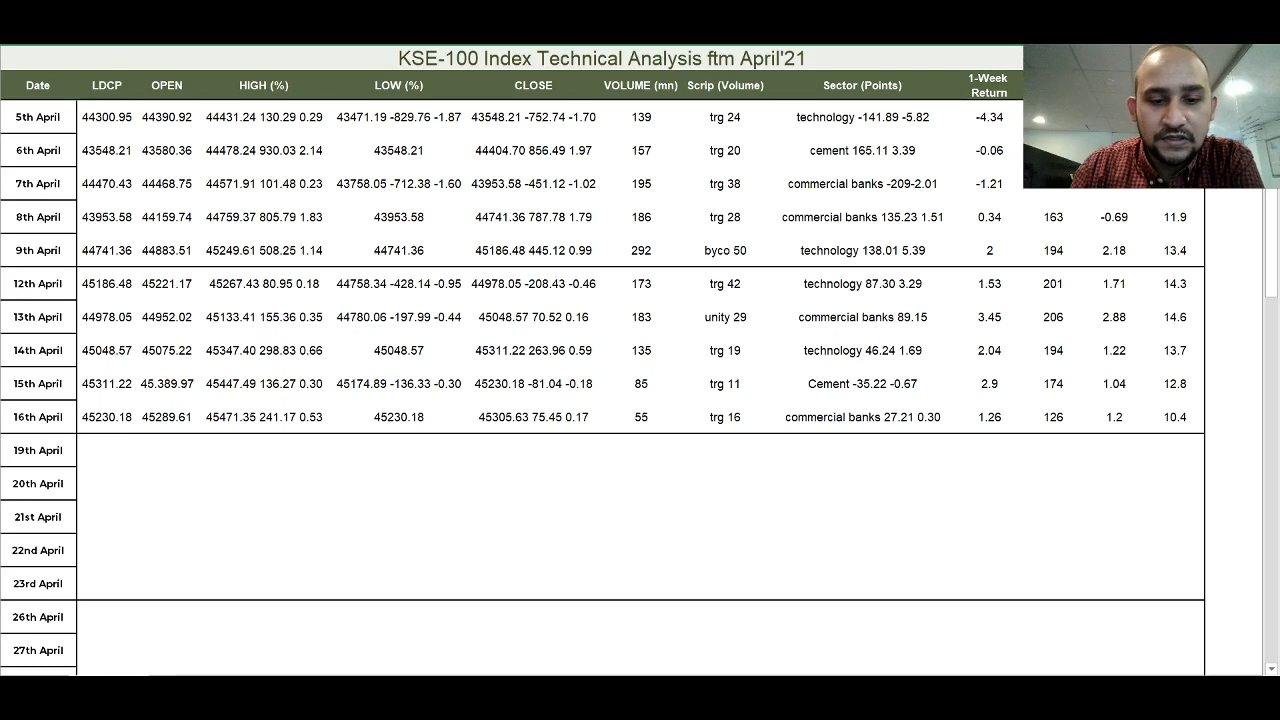 KSE-100 Index Technical Analysis ftm April'21
Date LDCP OPEN HIGH (%) LOW (%) CLOSE VOLUME (mn) Scrip (Volume) Sector (Points) 1-Week Return
5th April 44300.95 44390.92 44431.24 130.29 0.29 43471.19 -829.76 -1.87 43548.21 -752.74 -1.70 139 trg 24 technology -141.89 -5.82 -4.34
6th April 43548.21 43580.36 44478.24 930.03 2.14 43548.21 44404.70 856.49 1.97 157 trg 20 cement 165.11 3.39 -0.06
7th April 44470.43 44468.75 44571.91 101.48 0.23 43758.05 -712.38 -1.60 43953.58 -451.12 -1.02 195 trg 38 commercial banks -209-2.01 -1.21
8th April 43953.58 44159.74 44759.37 805.79 1.83 43953.58 44741.36 787.78 1.79 186 trg 28 commercial banks 135.23 1.51 0.34 163 -0.69 11.9
9th April 44741.36 44883.51 45249.61 508.25 1.14 44741.36 45186.48 445.12 0.99 292 byco 50 technology 138.01 5.39 2 194 2.18 13.4
12th April 45186.48 45221.17 45267.43 80.95 0.18 44758.34 -428.14 -0.95 44978.05 -208.43 -0.46 173 trg 42 technology 87.30 3.29 1.53 201 1.71 14.3
13th April 44978.05 44952.02 45133.41 155.36 0.35 44780.06 -197.99 -0.44 45048.57 70.52 0.16 183 unity 29 commercial banks 89.15 3.45 206 2.88 14.6
14th April 45048.57 45075.22 45347.40 298.83 0.66 45048.57 45311.22 263.96 0.59 135 trg 19 technology 46.24 1.69 2.04 194 1.22 13.7
15th April 45311.22 45.389.97 45447.49 136.27 0.30 45174.89 -136.33 -0.30 45230.18 -81.04 -0.18 85 trg 11 Cement -35.22 -0.67 2.9 174 1.04 12.8
16th April 45230.18 45289.61 45471.35 241.17 0.53 45230.18 45305.63 75.45 0.17 55 trg 16 commercial banks 27.21 0.30 1.26 126 1.2 10.4
19th April
20th April
21st April
22nd April
23rd April
26th April
27th April